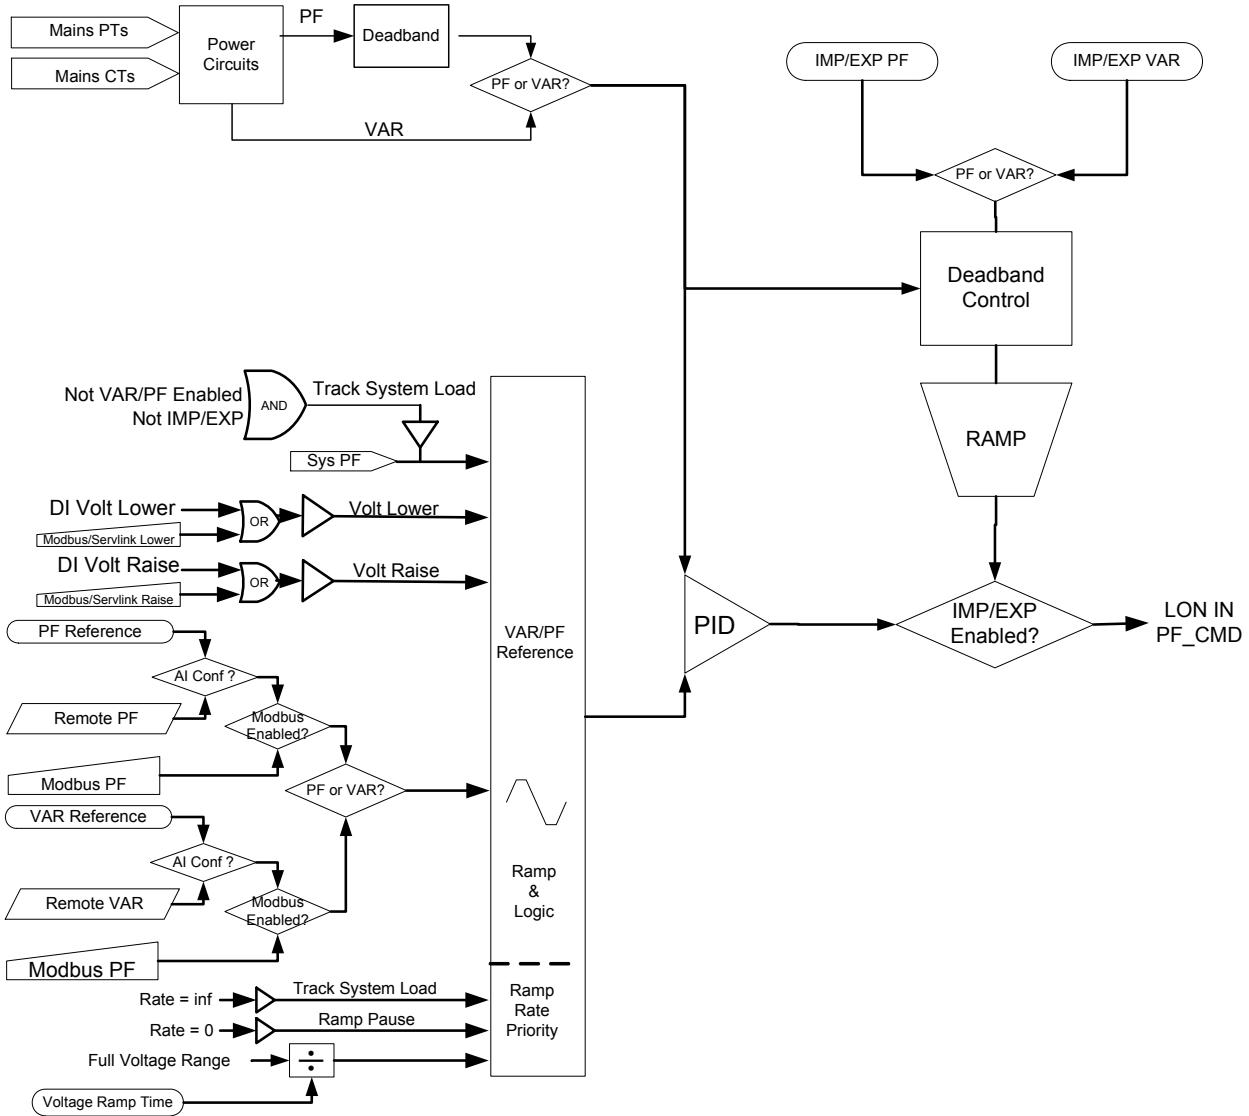 Mains PTs
Mains CTs
Power
Circuits
PF
Deadband
PF or VAR?
VAR
IMP/EXP PF
IMP/EXP VAR
PF or VAR?
Deadband
Control
RAMP
Not VAR/PF Enabled
Not IMP/EXP
AND
Track System Load
Sys PF
DI Volt Lower
Modbus/Servlink Lower
OR
Volt Lower
DI Volt Raise
Modbus/Servlink Raise
OR
Volt Raise
PF Reference
AI Conf ?
Remote PF
Modbus
Enabled?
Modbus PF
PF or VAR?
VAR Reference
AI Conf ?
Remote VAR
Modbus
Enabled?
Modbus PF
VAR/PF
Reference
Ramp
&
Logic
Ramp
Rate
Priority
PID
IMP/EXP
Enabled?
LON IN
PF_CMD
Rate = inf
Track System Load
Rate = 0
Ramp Pause
Full Voltage Range
÷
Voltage Ramp Time